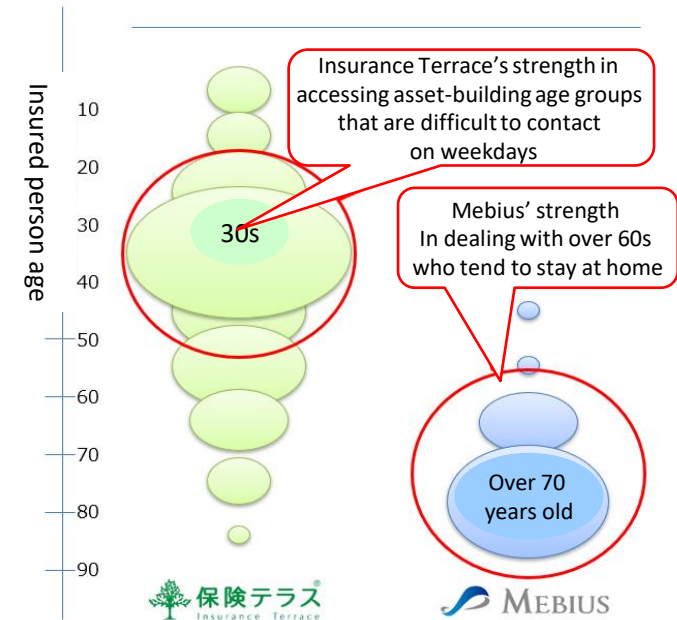 Insured person age
10
20
30
40
50
60
70
80
90
Insurance Terrace's strength in
accessing asset-building age groups
that are difficult to contact
on weekdays
30s
Mebius' strength
In dealing with over 60s
who tend to stay at home
Over 70
years old
保険テラス®
Insurance Terrace
MEBIUS